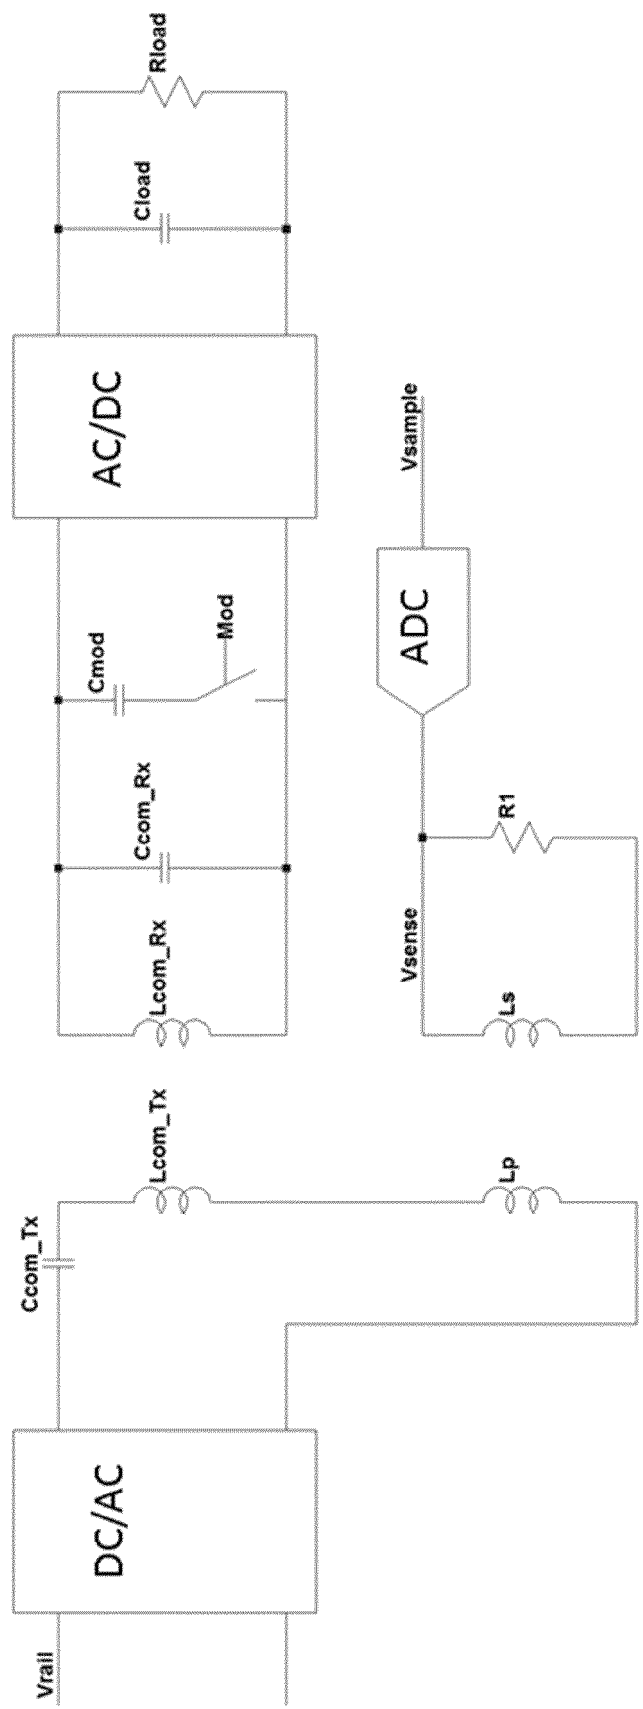 Vrail
DC/AC
Ccom_Tx
Lcom_Tx
Lp
Lcom_Rx
Ccom_Rx
Cmod
Mod
AC/DC
Cload
Rload
Ls
Vsense
R1
ADC
Vsample